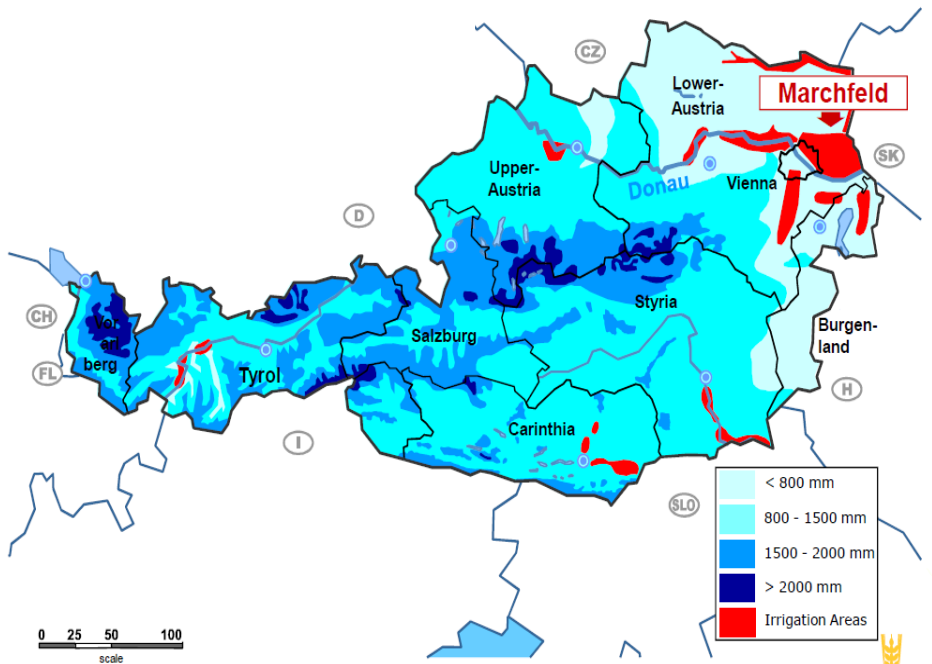 CZ
Lower-
Austria
Marchfeld
SK
Upper-
Austria
Donau
Vienna
D
CH
Vor
arl
berg
Salzburg
Styria
Burgen-
land
FL
Tyrol
H
I
Carinthia
SLO
< 800 mm
800 - 1500 mm
1500 - 2000 mm
> 2000 mm
Irrigation Areas
0 25 50 100
scale